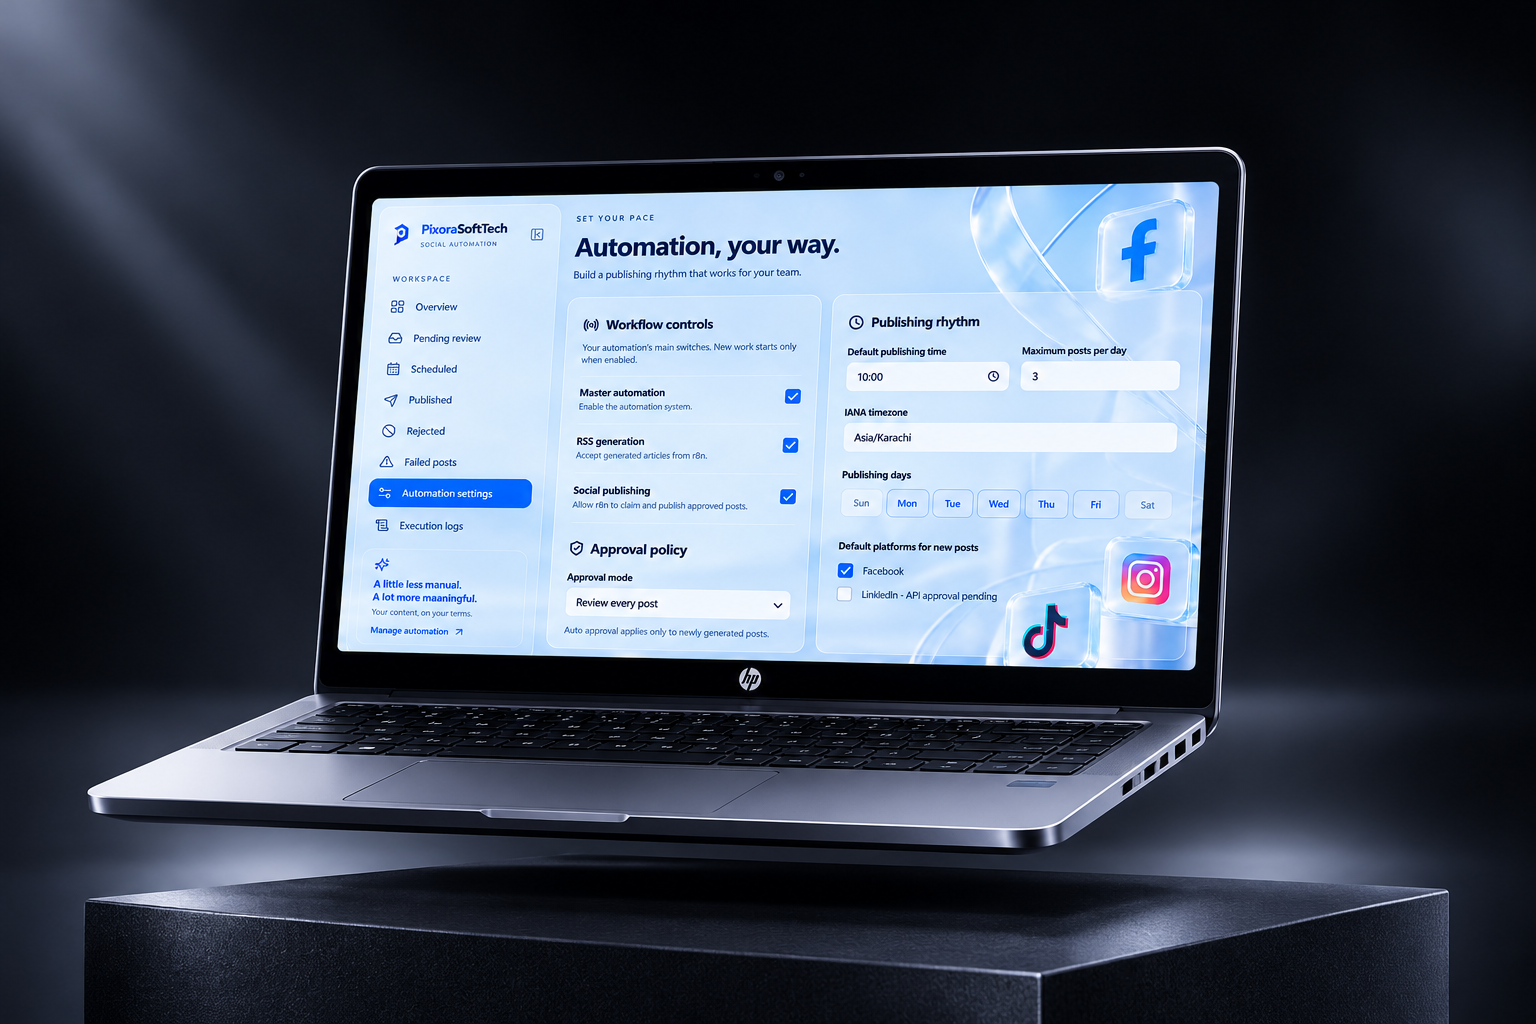 PixoraSoftTech
SOCIAL AUTOMATION
WORKSPACE
Overview
Pending review
Scheduled
Published
Rejected
Failed posts
Automation settings
Execution logs
A little less manual.
A lot more maaningful.
Your content, on your terms.
Manage automation
SET YOUR PACE
Automation, your way.
Build a publishing rhythm that works for your team.
Workflow controls
Your automation's main switches. New work starts only
when enabled.
Master automation
Enable the automation system.
RSS generation
Accept generated articles from r8n.
Social publishing
Allow r8n to claim and publish approved posts.
Approval policy
Approval mode
Review every post
Auto approval applies only to newly generated posts.
Publishing rhythm
Default publishing time
Maximum posts per day
10:00
3
IANA timezone
Asia/Karachi
Publishing days
Sun Mon Tue Wed Thu Fri Sat
Default platforms for new posts
Facebook
LinkledIn - API approval pending
hp